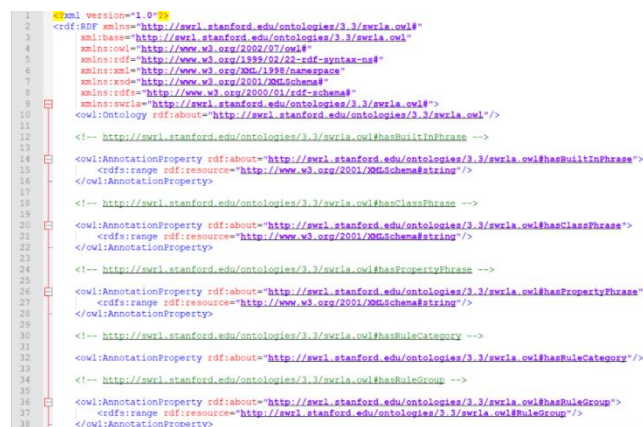 1 <?xml version="1.0"?>
2 <rdf:RDF xmlns="http://swrl.stanford.edu/ontologies/3.3/swrla.owl#"
3 xml:base="http://swrl.stanford.edu/ontologies/3.3/swrla.owl"
4 xmlns:owl="http://www.w3.org/2002/07/owl#"
5 xmlns:rdf="http://www.w3.org/1999/02/22-rdf-syntax-ns#"
6 xmlns:xml="http://www.w3.org/XML/1998/namespace"
7 xmlns:xsd="http://www.w3.org/2001/XMLSchema#"
8 xmlns:rdfs="http://www.w3.org/2000/01/rdf-schema#"
9 xmlns:swrla="http://swrl.stanford.edu/ontologies/3.3/swrla.owl#">
10 <owl:Ontology rdf:about="http://swrl.stanford.edu/ontologies/3.3/swrla.owl"/>
11
12 <!-- http://swrl.stanford.edu/ontologies/3.3/swrla.owl#hasBuiltInPhrase -->
13
14 <owl:AnnotationProperty rdf:about="http://swrl.stanford.edu/ontologies/3.3/swrla.owl#hasBuiltInPhrase">
15 <rdfs:range rdf:resource="http://www.w3.org/2001/XMLSchema#string"/>
16 </owl:AnnotationProperty>
17
18 <!-- http://swrl.stanford.edu/ontologies/3.3/swrla.owl#hasClassPhrase -->
19
20 <owl:AnnotationProperty rdf:about="http://swrl.stanford.edu/ontologies/3.3/swrla.owl#hasClassPhrase">
21 <rdfs:range rdf:resource="http://www.w3.org/2001/XMLSchema#string"/>
22 </owl:AnnotationProperty>
23
24 <!-- http://swrl.stanford.edu/ontologies/3.3/swrla.owl#hasPropertyPhrase -->
25
26 <owl:AnnotationProperty rdf:about="http://swrl.stanford.edu/ontologies/3.3/swrla.owl#hasPropertyPhrase"
27 <rdfs:range rdf:resource="http://www.w3.org/2001/XMLSchema#string"/>
28 </owl:AnnotationProperty>
29
30 <!-- http://swrl.stanford.edu/ontologies/3.3/swrla.owl#hasRuleCategory -->
31
32 <owl:AnnotationProperty rdf:about="http://swrl.stanford.edu/ontologies/3.3/swrla.owl#hasRuleCategory"/>
33
34 <!-- http://swrl.stanford.edu/ontologies/3.3/swrla.owl#hasRuleGroup -->
35
36 <owl:AnnotationProperty rdf:about="http://swrl.stanford.edu/ontologies/3.3/swrla.owl#hasRuleGroup">
37 <rdfs:range rdf:resource="http://swrl.stanford.edu/ontologies/3.3/swrla.owl#RuleGroup"/>
38 </owl:AnnotationProperty>